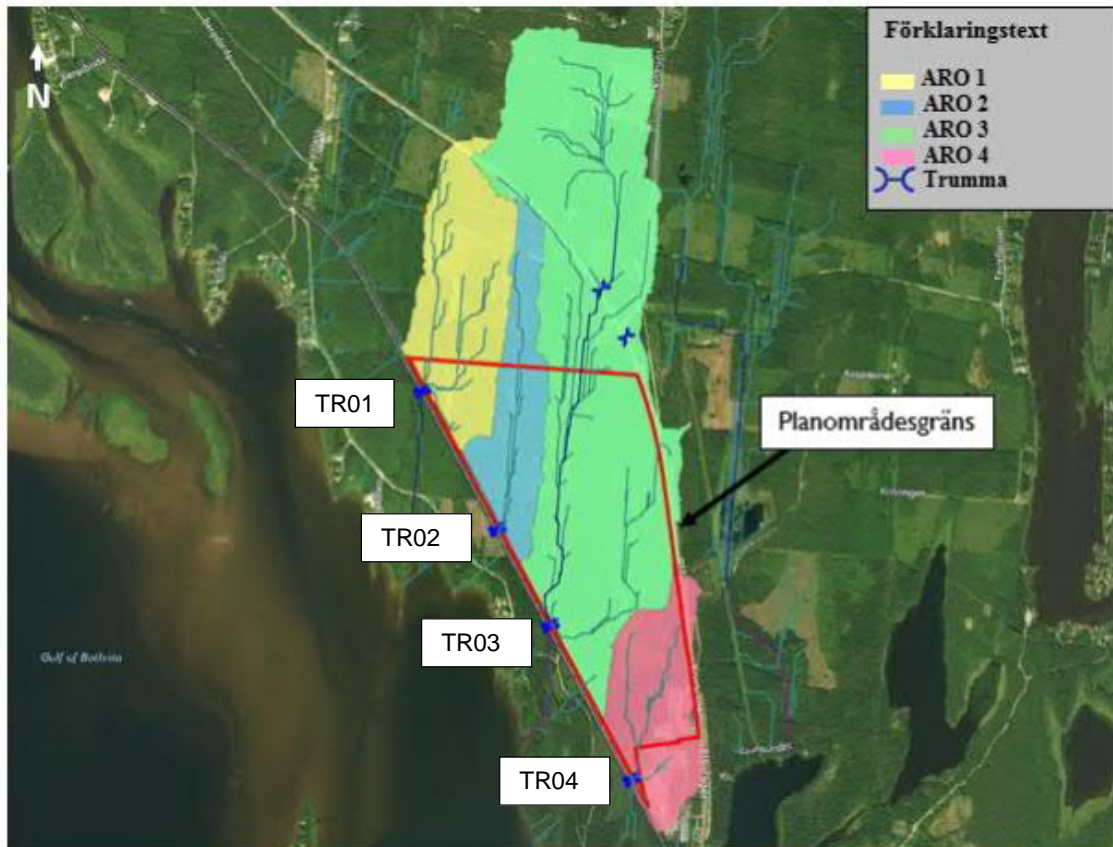 Förklaringstext
ARO 1
ARO 2
ARO 3
ARO 4
Trumma
N
TR01
Planområdesgräns
TR02
TR03
Gulf of Bothnia
TR04